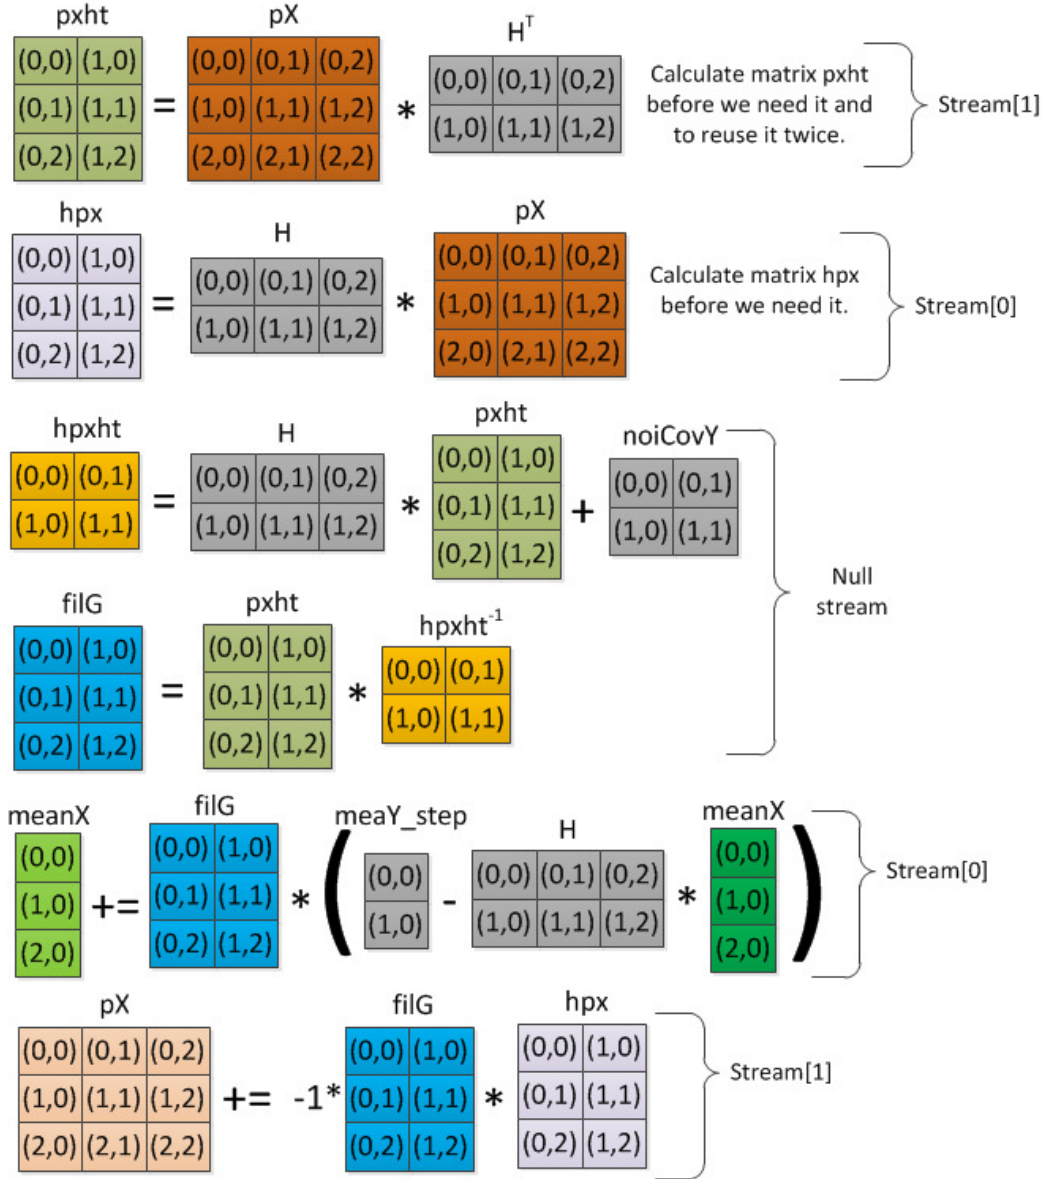 pxht pX H^T
(0,0) (1,0) (0,0) (0,1) (0,2) (0,0) (0,1) (0,2) Calculate matrix pxht
(0,1) (1,1) = (1,0) (1,1) (1,2) * (1,0) (1,1) (1,2) before we need it and Stream[1]
(0,2) (1,2) (2,0) (2,1) (2,2) to reuse it twice.
hpx H pX
(0,0) (1,0) (0,0) (0,1) (0,2) (0,0) (0,1) (0,2) Calculate matrix hpx
(0,1) (1,1) = (1,0) (1,1) (1,2) * (1,0) (1,1) (1,2) before we need it. Stream[0]
(0,2) (1,2) (2,0) (2,1) (2,2)
hpxht H pxht noiCovY
(0,0) (0,1) (0,0) (0,1) (0,2) (0,0) (1,0) (0,0) (0,1)
= * (0,1) (1,1) +
(1,0) (1,1) (1,0) (1,1) (1,2) (0,2) (1,2) (1,0) (1,1)
Null
stream
filG pxht hpxht^-1
(0,0) (1,0) (0,0) (1,0) (0,0) (0,1)
(0,1) (1,1) = (0,1) (1,1) * (1,0) (1,1)
(0,2) (1,2) (0,2) (1,2)
meanX filG meaY_step H meanX
(0,0) (0,0) (1,0) (0,0) (0,0) (0,1) (0,2) (0,0)
(1,0) += (0,1) (1,1) * ( - * (1,0) ) Stream[0]
(2,0) (0,2) (1,2) (1,0) (1,0) (1,1) (1,2) (2,0)
pX filG hpx
(0,0) (0,1) (0,2) (0,0) (1,0) (0,0) (1,0)
(1,0) (1,1) (1,2) += -1* (0,1) (1,1) * (0,1) (1,1) Stream[1]
(2,0) (2,1) (2,2) (0,2) (1,2) (0,2) (1,2)